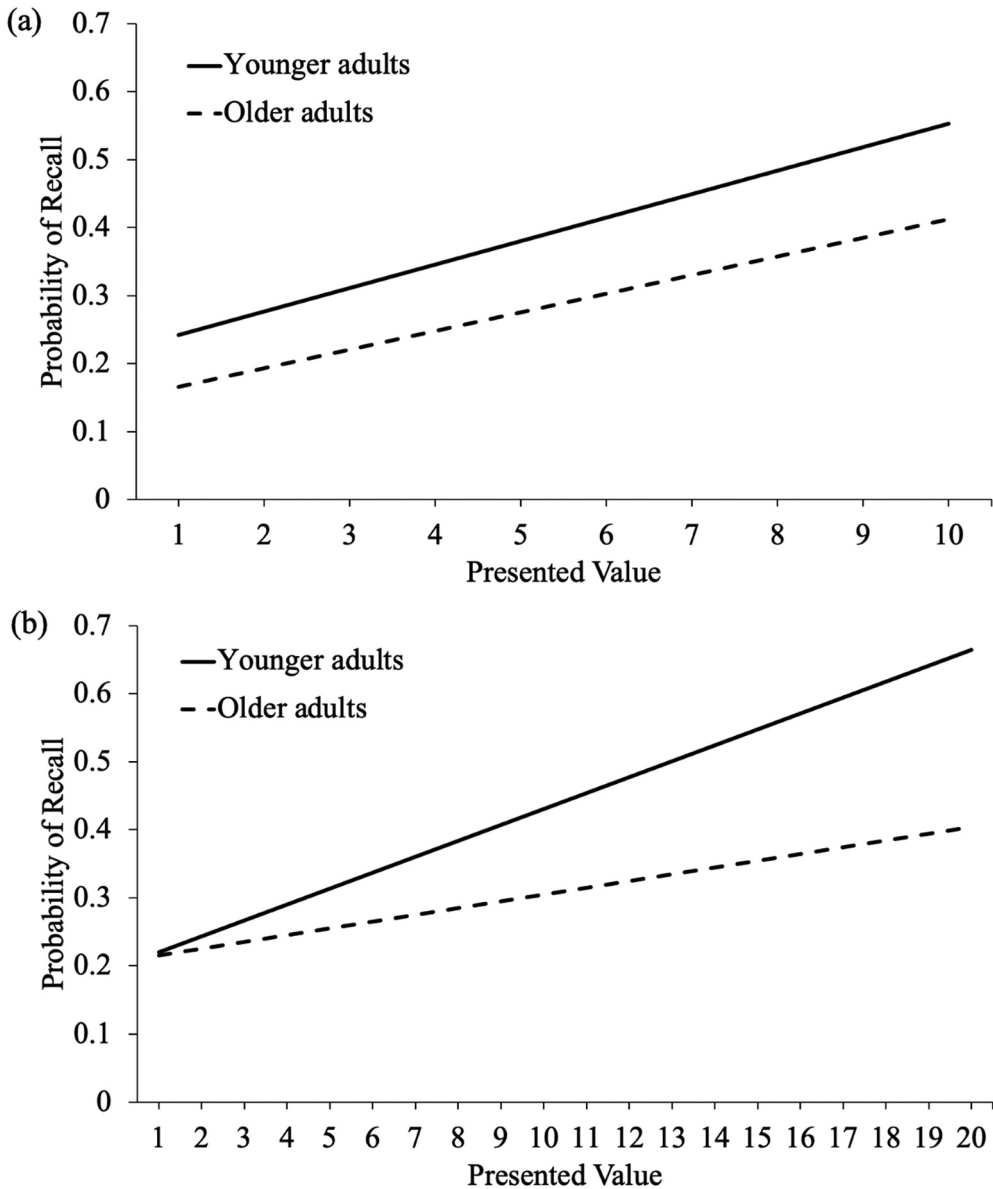 (a)
0.7
0.6
0.5
0.4
0.3
0.2
0.1
0
Probability of Recall
Younger adults
Older adults
1 2 3 4 5 6 7 8 9 10
Presented Value
(b)
0.7
0.6
0.5
0.4
0.3
0.2
0.1
0
Probability of Recall
Younger adults
Older adults
1 2 3 4 5 6 7 8 9 10 11 12 13 14 15 16 17 18 19 20
Presented Value